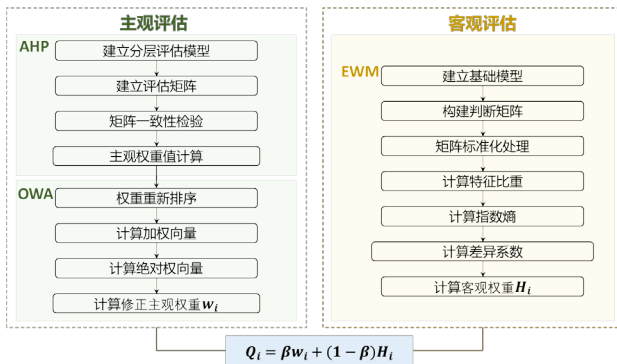 主观评估
AHP
建立分层评估模型
建立评估矩阵
矩阵一致性检验
主观权重值计算
OWA
权重重新排序
计算加权向量
计算绝对权向量
计算修正主观权重wᵢ
客观评估
EWM
建立基础模型
构建判断矩阵
矩阵标准化处理
计算特征比重
计算指数熵
计算差异系数
计算客观权重Hᵢ
Qᵢ = βwᵢ + (1 − β)Hᵢ